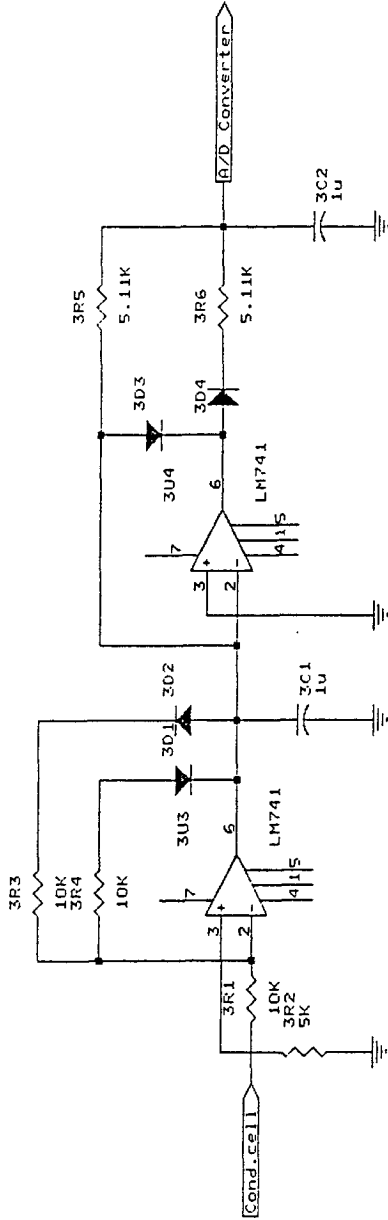 Cond.cell
3R1
10K
3R2
5K
3R3
10K
3R4
10K
3
2
+
-
7
4
1
5
6
3U3
LM741
3D1
3D2
3C1
1u
3
2
+
-
7
4
1
5
6
3U4
LM741
3D3
3D4
3R5
5.11K
3R6
5.11K
3C2
1u
A/D Converter